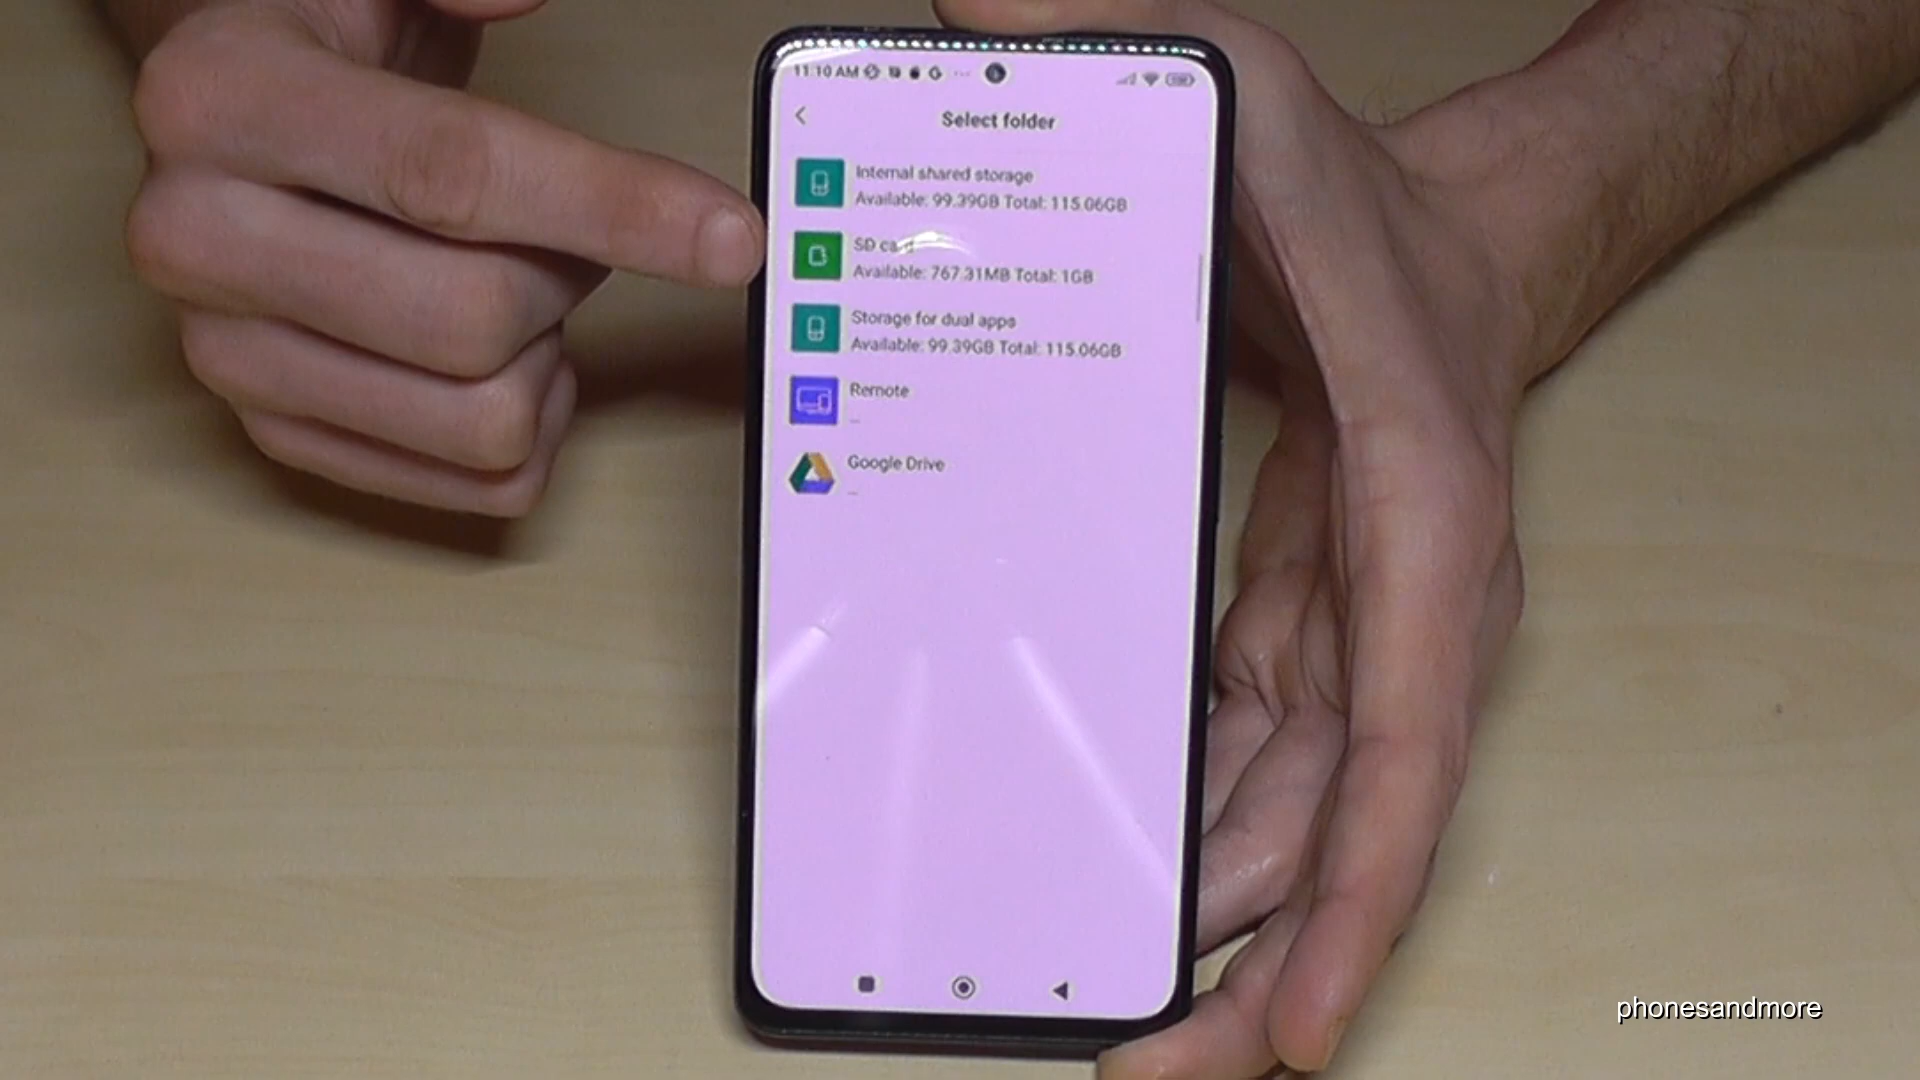 11:10 AM
Select folder
Internal shared storage
Available: 99.39GB Total: 115.06GB
SD card
Available: 767.31MB Total: 1GB
Storage for dual apps
Available: 99.39GB Total: 115.06GB
Remote
--
Google Drive
--
phonesandmore